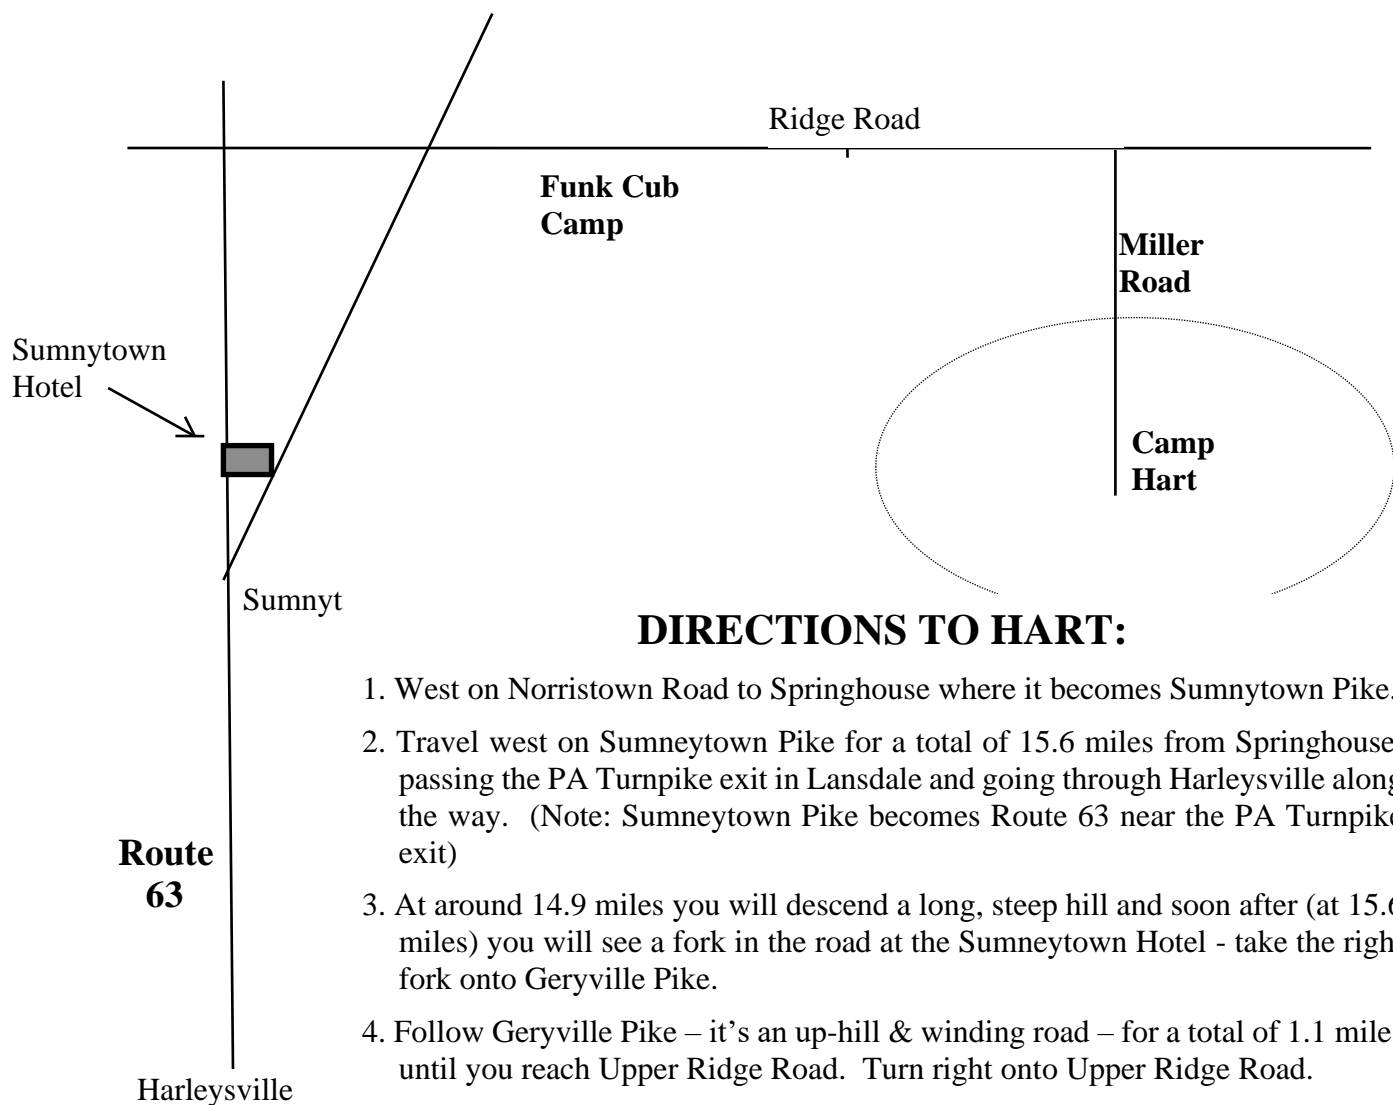 Ridge Road
Funk Cub
Camp
Miller
Road
Sumnytown
Hotel
Camp
Hart
Sumnyt
DIRECTIONS TO HART:
1. West on Norristown Road to Springhouse where it becomes Sumnytown Pike.
2. Travel west on Sumneytown Pike for a total of 15.6 miles from Springhouse
passing the PA Turnpike exit in Lansdale and going through Harleysville along
the way. (Note: Sumneytown Pike becomes Route 63 near the PA Turnpike
exit)
Route
63
3. At around 14.9 miles you will descend a long, steep hill and soon after (at 15.6
miles) you will see a fork in the road at the Sumneytown Hotel - take the righ
fork onto Geryville Pike.
4. Follow Geryville Pike – it’s an up-hill & winding road – for a total of 1.1 mile
until you reach Upper Ridge Road. Turn right onto Upper Ridge Road.
Harleysville